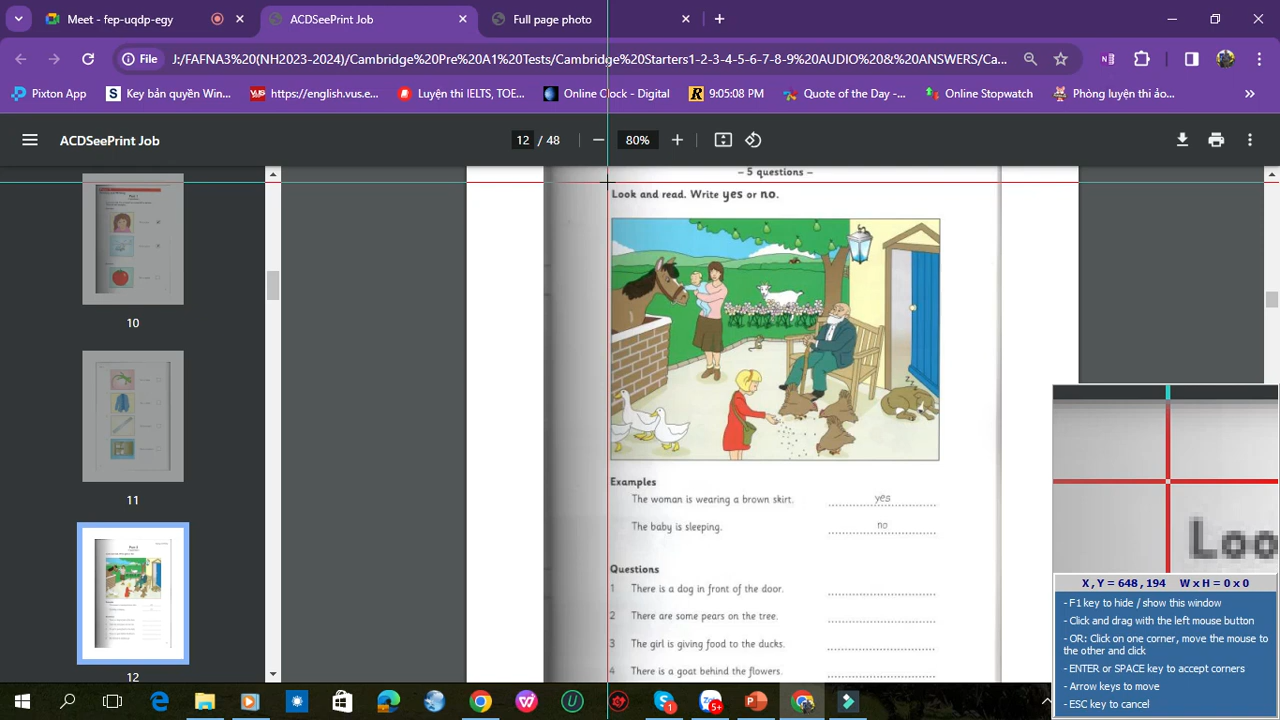 Meet - fep-uqdp-egy
ACDSeePrint Job
Full page photo
File
J:/FAFNA3%20(NH2023-2024)/Cambridge%20Pre%20A1%20Tests/Cambridge%20Starters1-2-3-4-5-6-7-8-9%20AUDIO%20&%20ANSWERS/Ca...
Pixton App
Key bản quyền Win...
https://english.vus.e...
Luyện thi IELTS, TOE...
Online Clock - Digital
9:05:08 PM
Quote of the Day -...
Online Stopwatch
Phòng luyện thi ảo...
ACDSeePrint Job
12 / 48
80%
10
11
12
– 5 questions –
Look and read. Write yes or no.
z z z
Examples
The woman is wearing a brown skirt. yes
The baby is sleeping. no
Questions
1 There is a dog in front of the door.
2 There are some pears on the tree.
3 The girl is giving food to the ducks.
4 There is a goat behind the flowers.
Loo
X , Y = 648 , 194 W x H = 0 x 0
- F1 key to hide / show this window
- Click and drag with the left mouse button
- OR: Click on one corner, move the mouse to
the other and click
- ENTER or SPACE key to accept corners
- Arrow keys to move
- ESC key to cancel